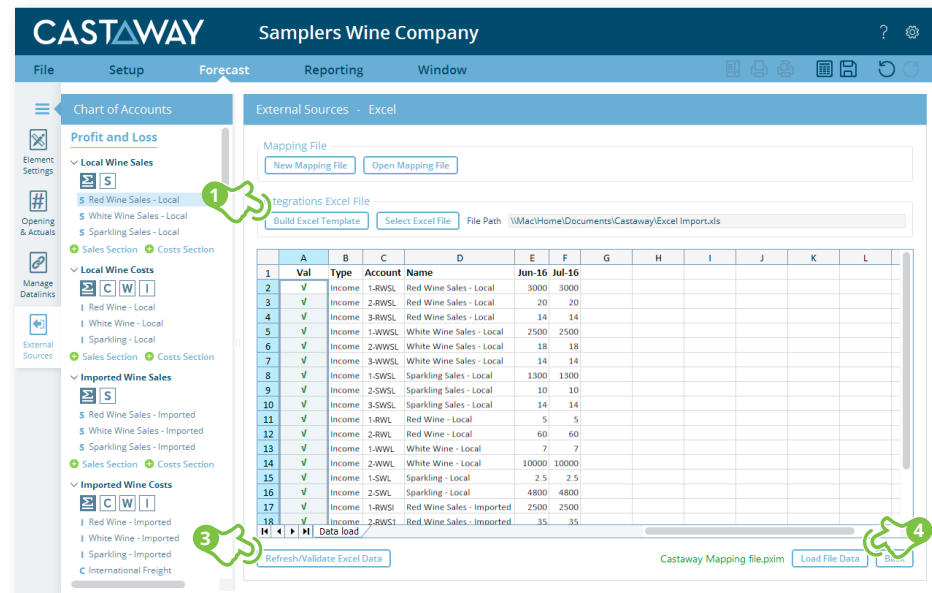 CASTAWAY
Samplers Wine Company
?
File Setup Forecast Reporting Window
Chart of Accounts
Element
Settings
Opening
& Actuals
Manage
Datalinks
External
Sources
Profit and Loss
Local Wine Sales
Σ S
S Red Wine Sales - Local
S White Wine Sales - Local
S Sparkling Sales - Local
Sales Section Costs Section
Local Wine Costs
Σ C W I
I Red Wine - Local
I White Wine - Local
I Sparkling - Local
Sales Section Costs Section
Imported Wine Sales
Σ S
S Red Wine Sales - Imported
S White Wine Sales - Imported
S Sparkling Sales - Imported
Sales Section Costs Section
Imported Wine Costs
Σ C W I
I Red Wine - Imported
I White Wine - Imported
I Sparkling - Imported
C International Freight
External Sources - Excel
Mapping File
New Mapping File Open Mapping File
1
tegrations Excel File
Build Excel Template Select Excel File File Path \\Mac\Home\Documents\Castaway\Excel Import.xls
A B C D E F G H I J K L
1 Val Type Account Name Jun-16 Jul-16
2 √ Income 1-RWSL Red Wine Sales - Local 3000 3000
3 √ Income 2-RWSL Red Wine Sales - Local 20 20
4 √ Income 3-RWSL Red Wine Sales - Local 14 14
5 √ Income 1-WWSL White Wine Sales - Local 2500 2500
6 √ Income 2-WWSL White Wine Sales - Local 18 18
7 √ Income 3-WWSL White Wine Sales - Local 14 14
8 √ Income 1-SWSL Sparkling Sales - Local 1300 1300
9 √ Income 2-SWSL Sparkling Sales - Local 10 10
10 √ Income 3-SWSL Sparkling Sales - Local 14 14
11 √ Income 1-RWL Red Wine - Local 5 5
12 √ Income 2-RWL Red Wine - Local 60 60
13 √ Income 1-WWL White Wine - Local 7 7
14 √ Income 2-WWL White Wine - Local 10000 10000
15 √ Income 1-SWL Sparkling - Local 2.5 2.5
16 √ Income 2-SWL Sparkling - Local 4800 4800
17 √ Income 1-RWSI Red Wine Sales - Imported 2500 2500
18 √ Income 2-RWS1 Red Wine Sales - Imported 35 35
Data load
3
4
Refresh/Validate Excel Data Castaway Mapping file.pxim Load File Data Back